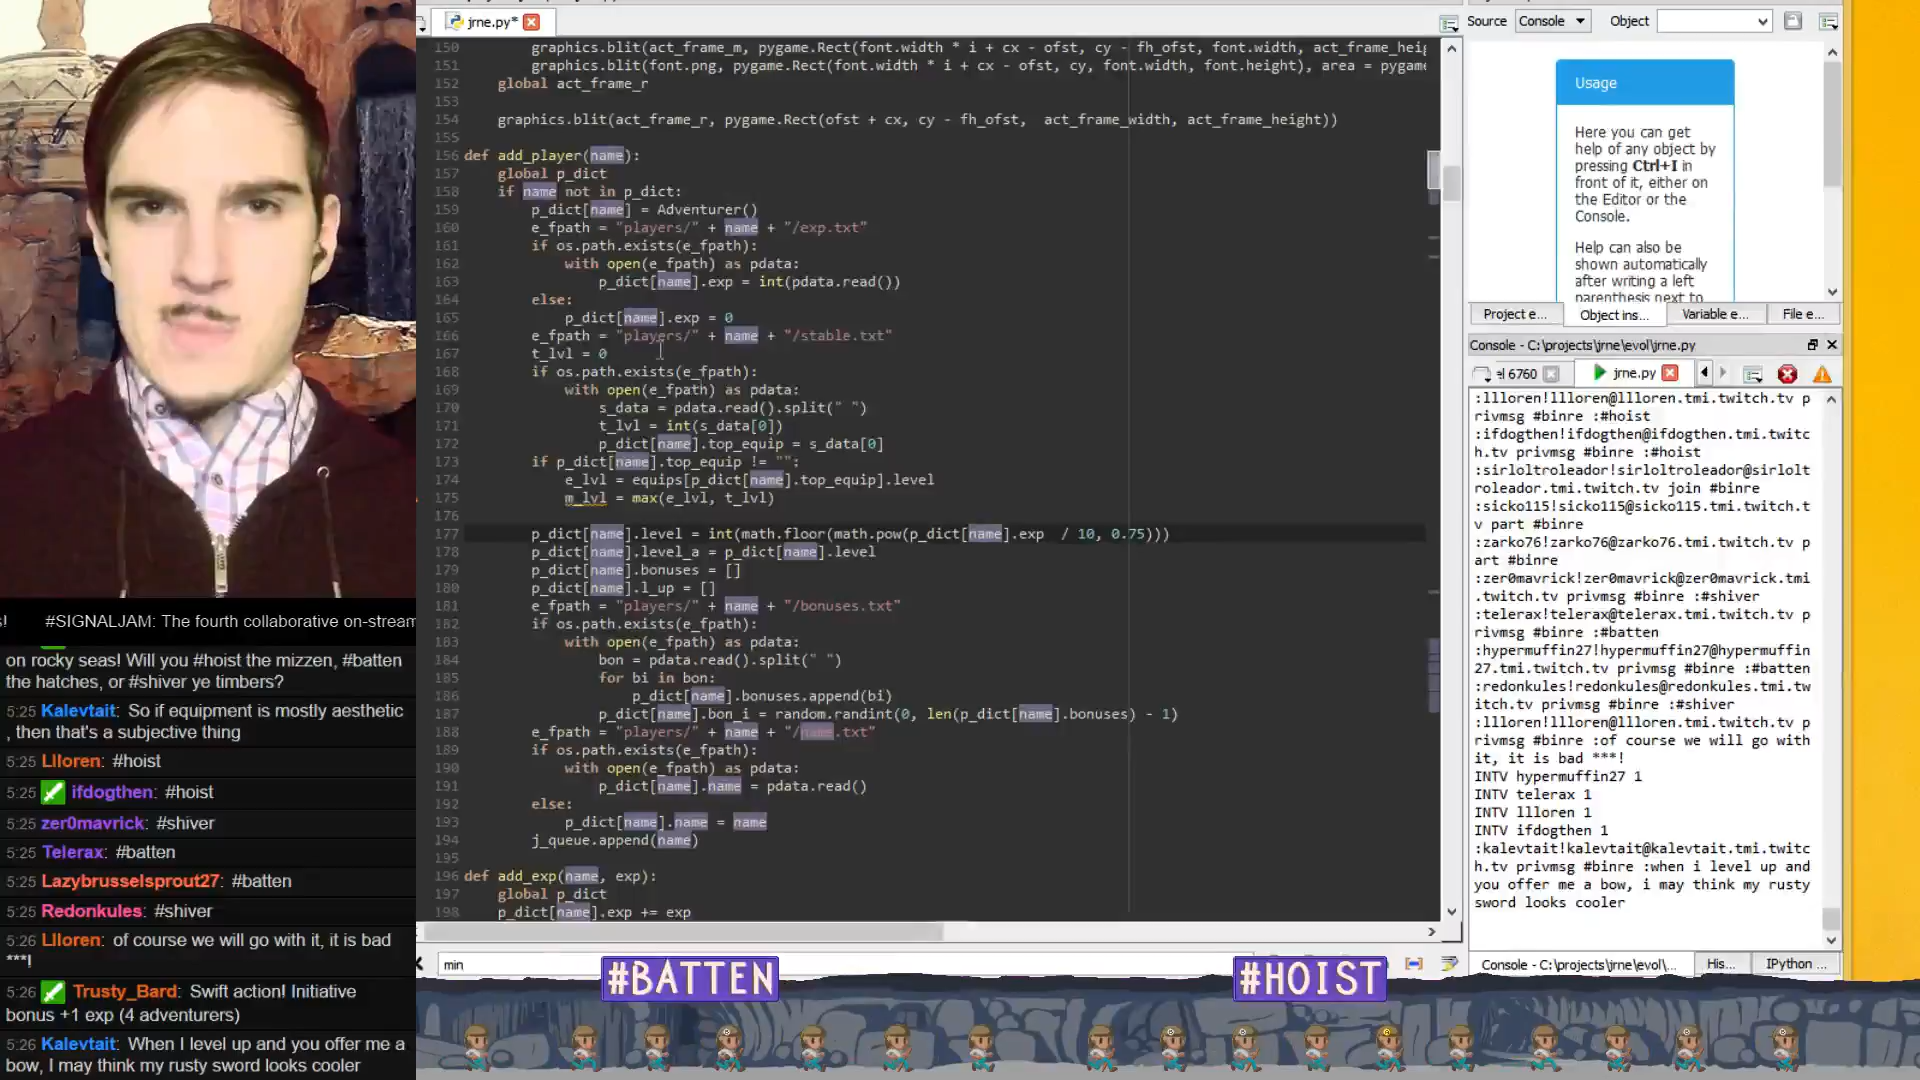 jrne.py*
150 graphics.blit(act_frame_m, pygame.Rect(font.width * i + cx - ofst, cy - fh_ofst, font.width, act_frame_heig
151 graphics.blit(font.png, pygame.Rect(font.width * i + cx - ofst, cy, font.width, font.height), area = pygame
152 global act_frame_r
153
154 graphics.blit(act_frame_r, pygame.Rect(ofst + cx, cy - fh_ofst,  act_frame_width, act_frame_height))
155
156 def add_player(name):
157 global p_dict
158 if name not in p_dict:
159 p_dict[name] = Adventurer()
160 e_fpath = "players/" + name + "/exp.txt"
161 if os.path.exists(e_fpath):
162 with open(e_fpath) as pdata:
163 p_dict[name].exp = int(pdata.read())
164 else:
165 p_dict[name].exp = 0
166 e_fpath = "players/" + name + "/stable.txt"
167 t_lvl = 0
168 if os.path.exists(e_fpath):
169 with open(e_fpath) as pdata:
170 s_data = pdata.read().split(" ")
171 t_lvl = int(s_data[0])
172 p_dict[name].top_equip = s_data[0]
173 if p_dict[name].top_equip != "":
174 e_lvl = equips[p_dict[name].top_equip].level
175 m_lvl = max(e_lvl, t_lvl)
176
177 p_dict[name].level = int(math.floor(math.pow(p_dict[name].exp  / 10, 0.75)))
178 p_dict[name].level_a = p_dict[name].level
179 p_dict[name].bonuses = []
180 p_dict[name].l_up = []
181 e_fpath = "players/" + name + "/bonuses.txt"
182 if os.path.exists(e_fpath):
183 with open(e_fpath) as pdata:
184 bon = pdata.read().split(" ")
185 for bi in bon:
186 p_dict[name].bonuses.append(bi)
187 p_dict[name].bon_i = random.randint(0, len(p_dict[name].bonuses) - 1)
188 e_fpath = "players/" + name + "/name.txt"
189 if os.path.exists(e_fpath):
190 with open(e_fpath) as pdata:
191 p_dict[name].name = pdata.read()
192 else:
193 p_dict[name].name = name
194 j_queue.append(name)
195
196 def add_exp(name, exp):
197 global p_dict
198 p_dict[name].exp += exp
min
Source Console Object
Usage
Here you can get
help of any object by
pressing Ctrl+I in
front of it, either on
the Editor or the
Console.
Help can also be
shown automatically
after writing a left
parenthesis next to
Project e... Object ins... Variable e... File e...
Console - C:\projects\jrne\evol\jrne.py
el 6760 jrne.py
:llloren!llloren@llloren.tmi.twitch.tv p
rivmsg #binre :#hoist
:ifdogthen!ifdogthen@ifdogthen.tmi.twitc
h.tv privmsg #binre :#hoist
:sirloltroleador!sirloltroleador@sirlolt
roleador.tmi.twitch.tv join #binre
:sicko115!sicko115@sicko115.tmi.twitch.t
v part #binre
:zarko76!zarko76@zarko76.tmi.twitch.tv p
art #binre
:zer0mavrick!zer0mavrick@zer0mavrick.tmi
.twitch.tv privmsg #binre :#shiver
:telerax!telerax@telerax.tmi.twitch.tv p
rivmsg #binre :#batten
:hypermuffin27!hypermuffin27@hypermuffin
27.tmi.twitch.tv privmsg #binre :#batten
:redonkules!redonkules@redonkules.tmi.tw
itch.tv privmsg #binre :#shiver
:llloren!llloren@llloren.tmi.twitch.tv p
rivmsg #binre :of course we will go with
it, it is bad ***!
INTV hypermuffin27 1
INTV telerax 1
INTV llloren 1
INTV ifdogthen 1
:kalevtait!kalevtait@kalevtait.tmi.twitc
h.tv privmsg #binre :when i level up and
you offer me a bow, i may think my rusty
sword looks cooler
Console - C:\projects\jrne\evol\... His... IPython ...
s! #SIGNALJAM: The fourth collaborative on-stream
on rocky seas! Will you #hoist the mizzen, #batten
the hatches, or #shiver ye timbers?
5:25 Kalevtait: So if equipment is mostly aesthetic
, then that's a subjective thing
5:25 Llloren: #hoist
5:25 ifdogthen: #hoist
5:25 zer0mavrick: #shiver
5:25 Telerax: #batten
5:25 Lazybrusselsprout27: #batten
5:25 Redonkules: #shiver
5:26 Llloren: of course we will go with it, it is bad
***!
5:26 Trusty_Bard: Swift action! Initiative
bonus +1 exp (4 adventurers)
5:26 Kalevtait: When I level up and you offer me a
bow, I may think my rusty sword looks cooler
#BATTEN
#HOIST